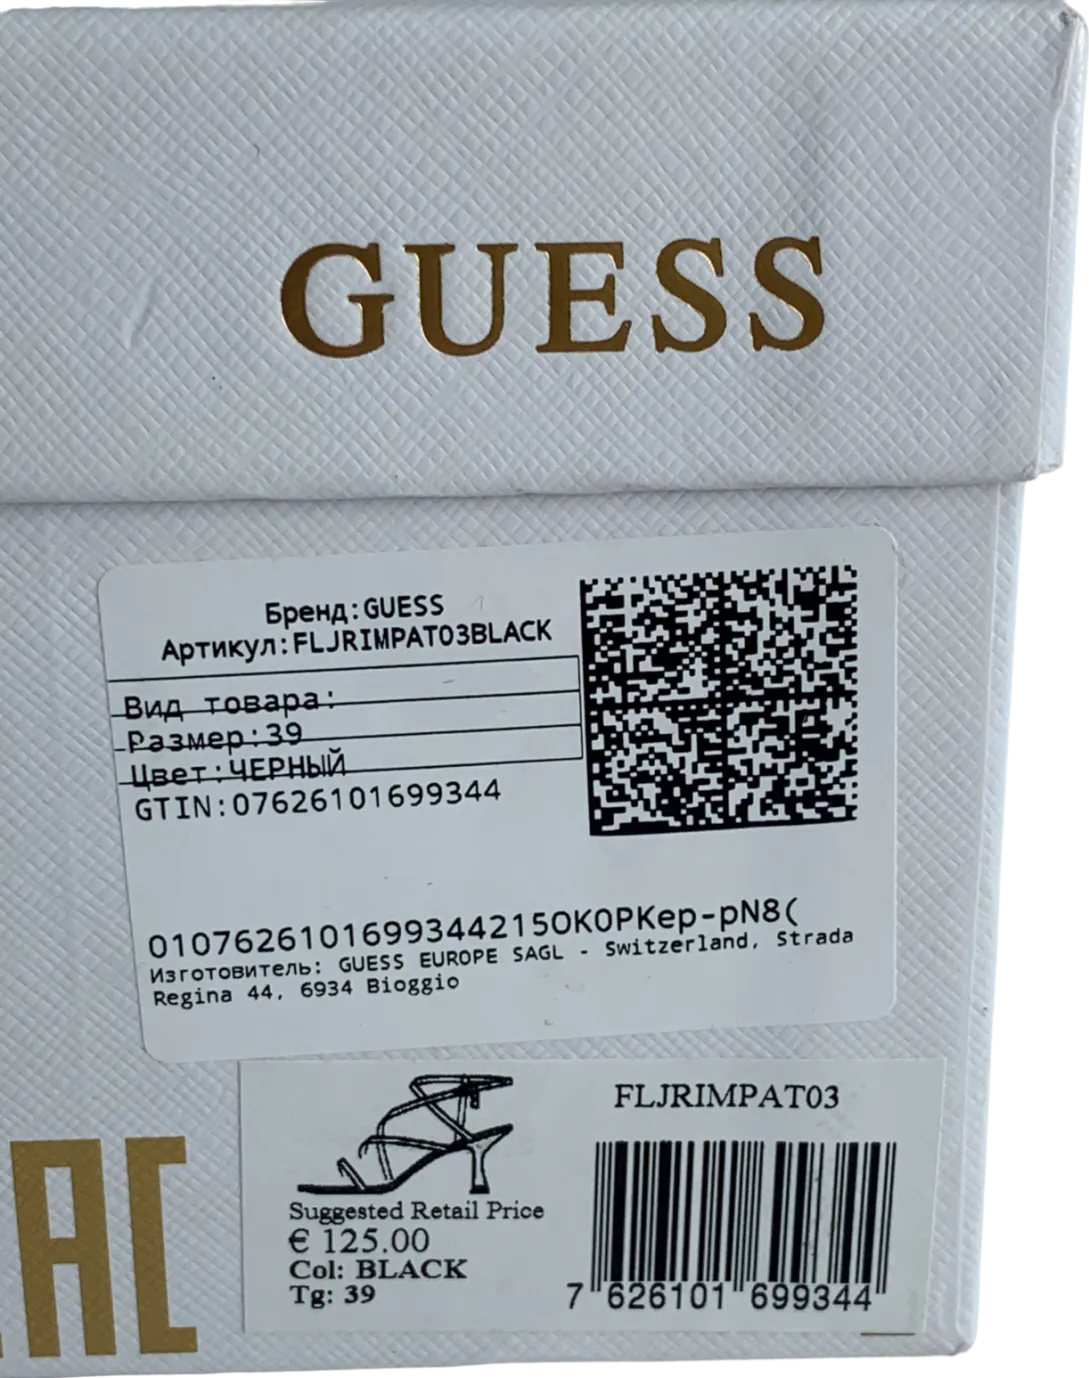 GUESS
Бренд:GUESS
Артикул:FLJRIMPAT03BLACK
Вид товара:
Размер:39
Цвет:ЧЕРНЫЙ
GTIN:07626101699344
0107626101699344215OK0PKep-pN8(
Изготовитель: GUESS EUROPE SAGL - Switzerland, Strada
Regina 44, 6934 Bioggio
EAC
FLJRIMPAT03
Suggested Retail Price
€ 125.00
Col: BLACK
Tg: 39
7 626101 699344